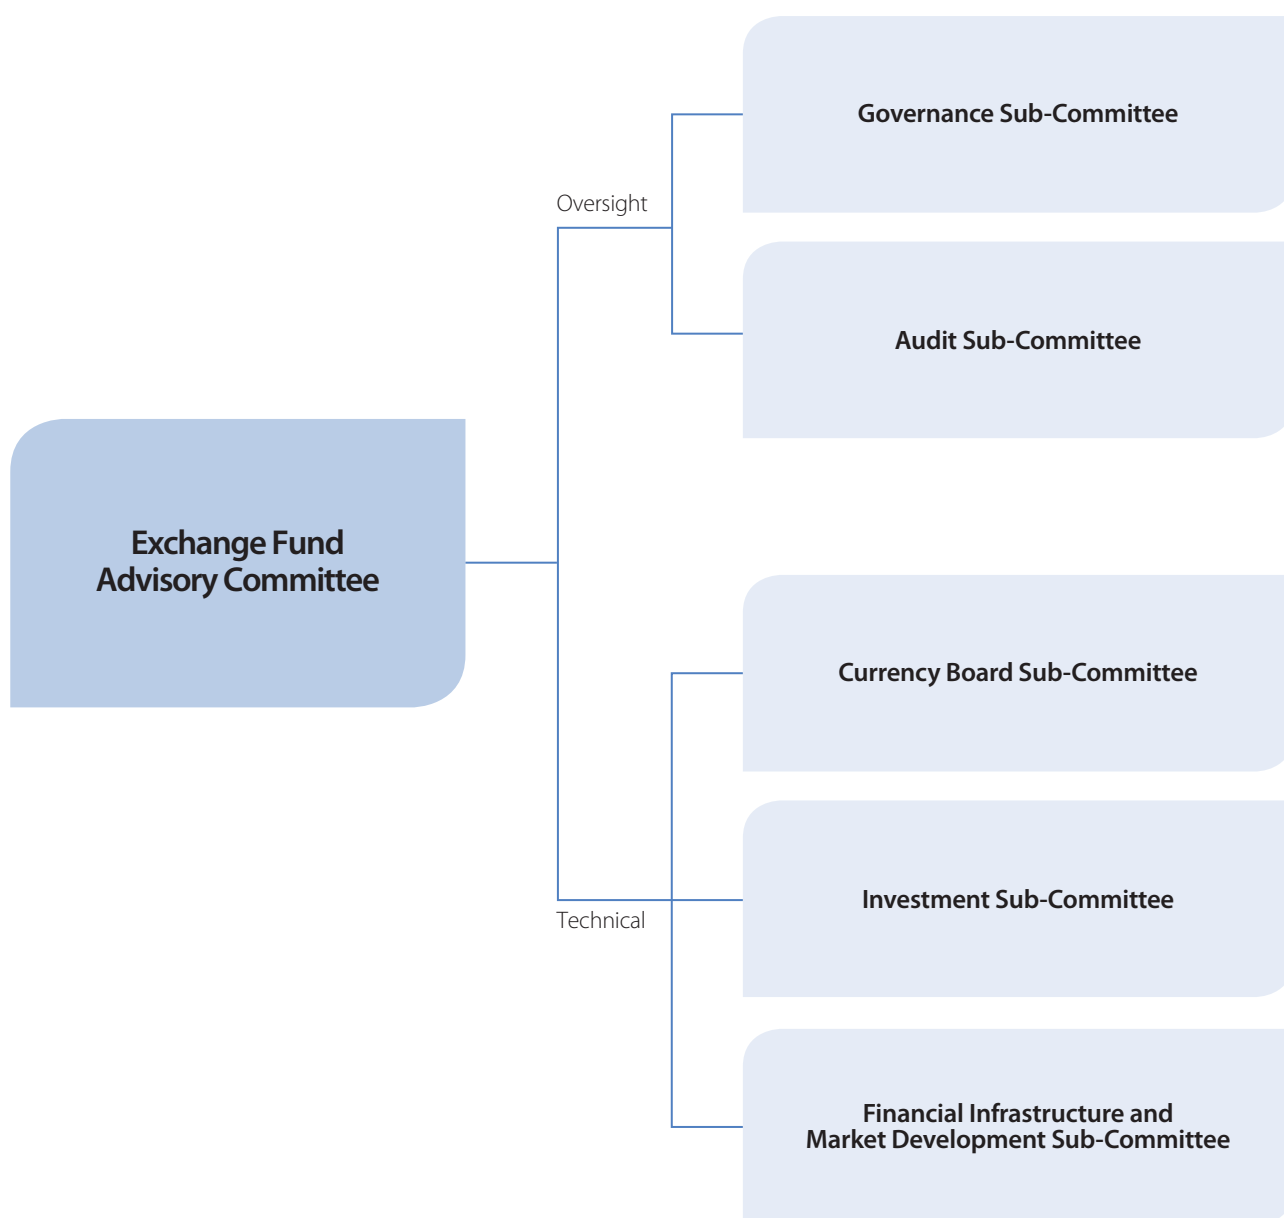 Governance Sub-Committee
Oversight
Audit Sub-Committee
Exchange Fund
Advisory Committee
Currency Board Sub-Committee
Investment Sub-Committee
Technical
Financial Infrastructure and
Market Development Sub-Committee